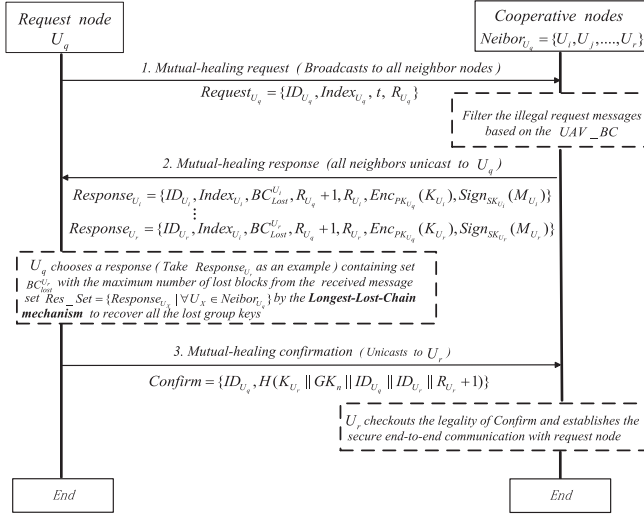 Request node
U_q
Cooperative nodes
Neibor_{U_q} = {U_i, U_j, ...., U_r}
1. Mutual-healing request ( Broadcasts to all neighbor nodes )
Request_{U_q} = {ID_{U_q}, Index_{U_q}, t, R_{U_q}}
Filter the illegal request messages
based on the UAV_BC
2. Mutual-healing response (all neighbors unicast to U_q)
Response_{U_i} = {ID_{U_i}, Index_{U_i}, BC_{Lost}^{U_i}, R_{U_q} + 1, R_{U_i}, Enc_{PK_{U_q}}(K_{U_i}), Sign_{SK_{U_i}}(M_{U_i})}
⋮
Response_{U_r} = {ID_{U_r}, Index_{U_i}, BC_{Lost}^{U_r}, R_{U_q} + 1, R_{U_r}, Enc_{PK_{U_q}}(K_{U_r}), Sign_{SK_{U_r}}(M_{U_r})}
U_q chooses a response ( Take Response_{U_r} as an example ) containing set
BC_{lost}^{U_r} with the maximum number of lost blocks from the received message
set Res_Set = {Response_{U_X} | ∀U_X ∈ Neibor_{U_q}} by the Longest-Lost-Chain
mechanism to recover all the lost group keys
3. Mutual-healing confirmation ( Unicasts to U_r )
Confirm = {ID_{U_q}, H(K_{U_r} || GK_n || ID_{U_q} || ID_{U_r} || R_{U_r} + 1)}
U_r checkouts the legality of Confirm and establishes the
secure end-to-end communication with request node
End
End